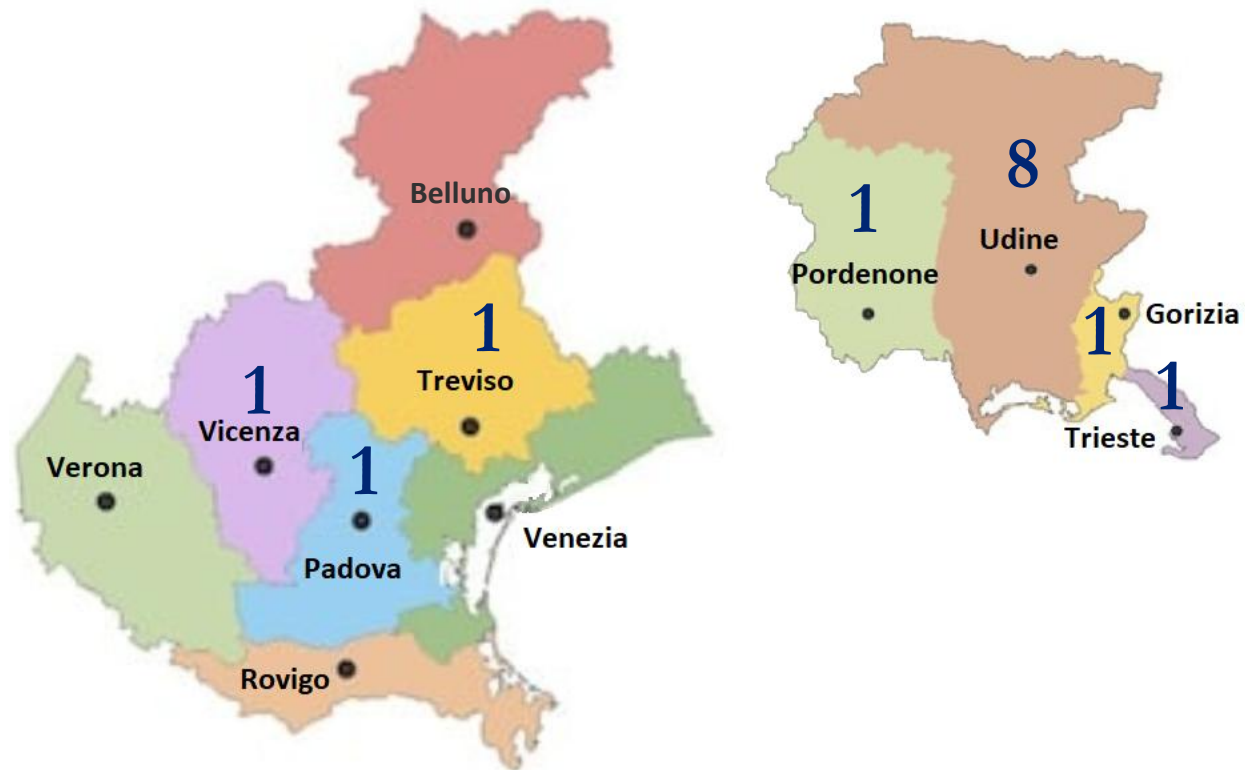 Belluno
1
Treviso
1
Vicenza
Verona
1
Padova
Venezia
Rovigo
8
1
Udine
Pordenone
1
Gorizia
1
Trieste